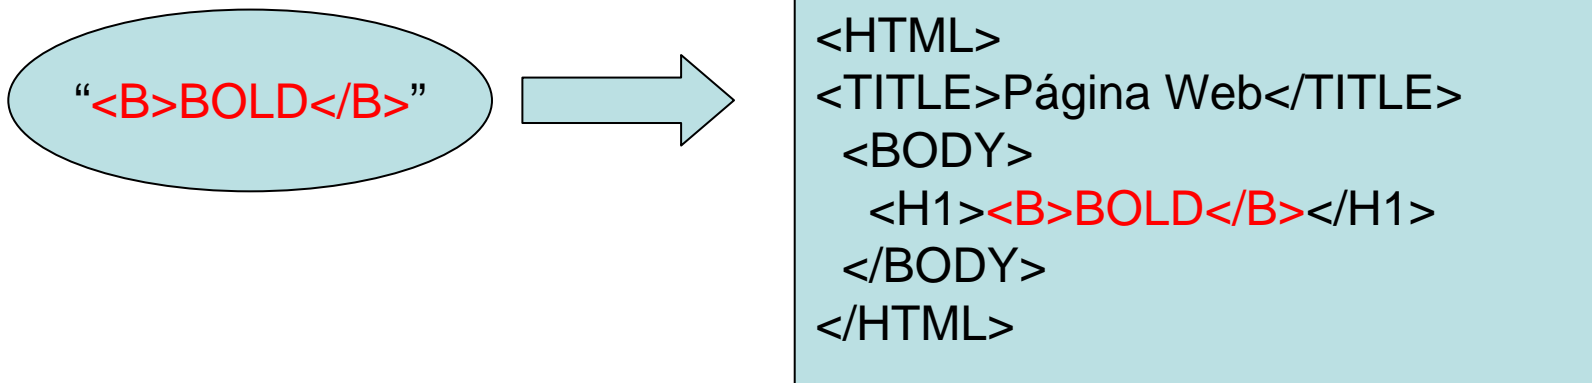 “<B>BOLD</B>”
<HTML>
<TITLE>Página Web</TITLE>
<BODY>
<H1><B>BOLD</B></H1>
</BODY>
</HTML>